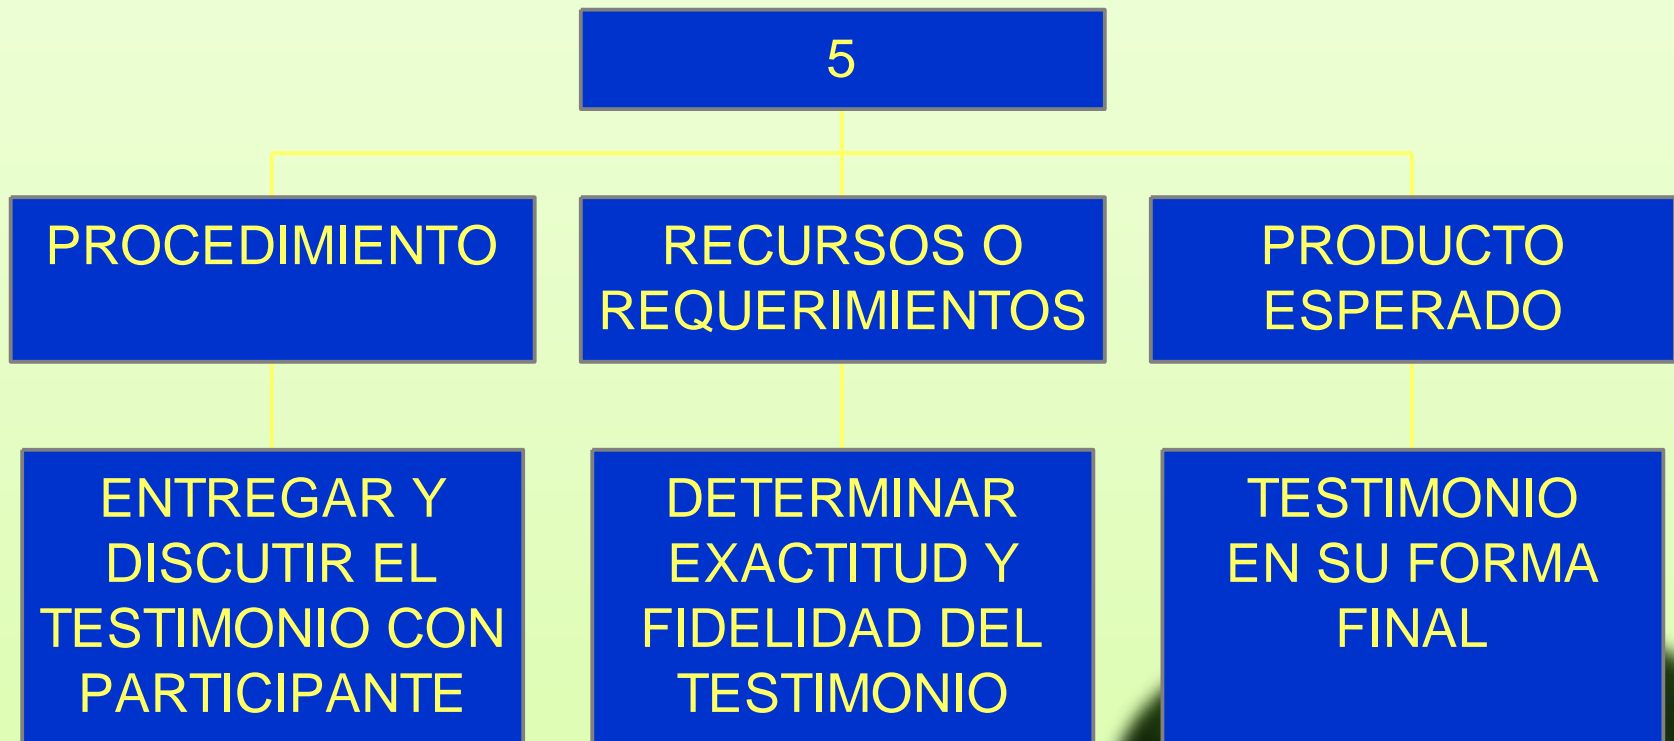 5
PROCEDIMIENTO
RECURSOS O
REQUERIMIENTOS
PRODUCTO
ESPERADO
ENTREGAR Y
DISCUTIR EL
TESTIMONIO CON
PARTICIPANTE
DETERMINAR
EXACTITUD Y
FIDELIDAD DEL
TESTIMONIO
TESTIMONIO
EN SU FORMA
FINAL